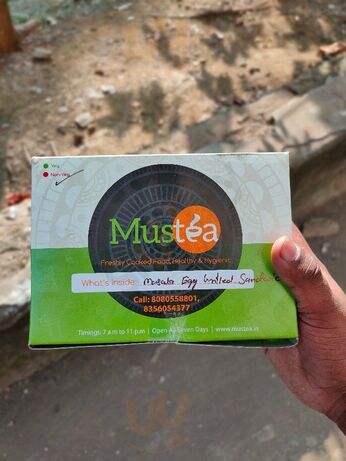 Veg
Non-Veg
Mustea
Freshly Cooked Food, Healthy & Hygienic
What's Inside: Masala Egg Grilled Sandwich
Call: 8080558801,
8356054377
Timings: 7 a.m to 11 p.m | Open All Seven Days | www.mustea.in